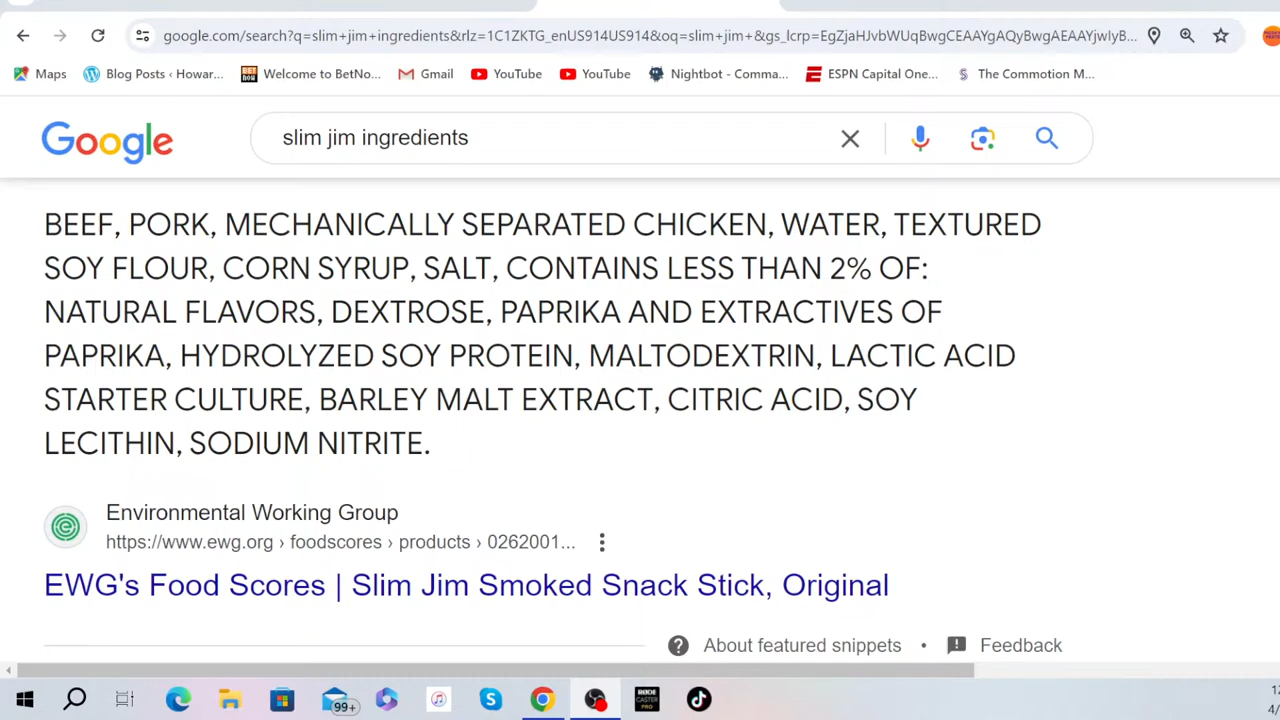 google.com/search?q=slim+jim+ingredients&rlz=1C1ZKTG_enUS914US914&oq=slim+jim+&gs_lcrp=EgZjaHJvbWUqBwgCEAAYgAQyBwgAEAAYjwIyB...
Maps
Blog Posts ‹ Howar...
Welcome to BetNo...
Gmail
YouTube
YouTube
Nightbot - Comma...
ESPN Capital One...
The Commotion M...
Google
slim jim ingredients
BEEF, PORK, MECHANICALLY SEPARATED CHICKEN, WATER, TEXTURED
SOY FLOUR, CORN SYRUP, SALT, CONTAINS LESS THAN 2% OF:
NATURAL FLAVORS, DEXTROSE, PAPRIKA AND EXTRACTIVES OF
PAPRIKA, HYDROLYZED SOY PROTEIN, MALTODEXTRIN, LACTIC ACID
STARTER CULTURE, BARLEY MALT EXTRACT, CITRIC ACID, SOY
LECITHIN, SODIUM NITRITE.
Environmental Working Group
https://www.ewg.org › foodscores › products › 0262001...
EWG's Food Scores | Slim Jim Smoked Snack Stick, Original
About featured snippets • Feedback
99+
RØDE
CASTER
PRO
4/